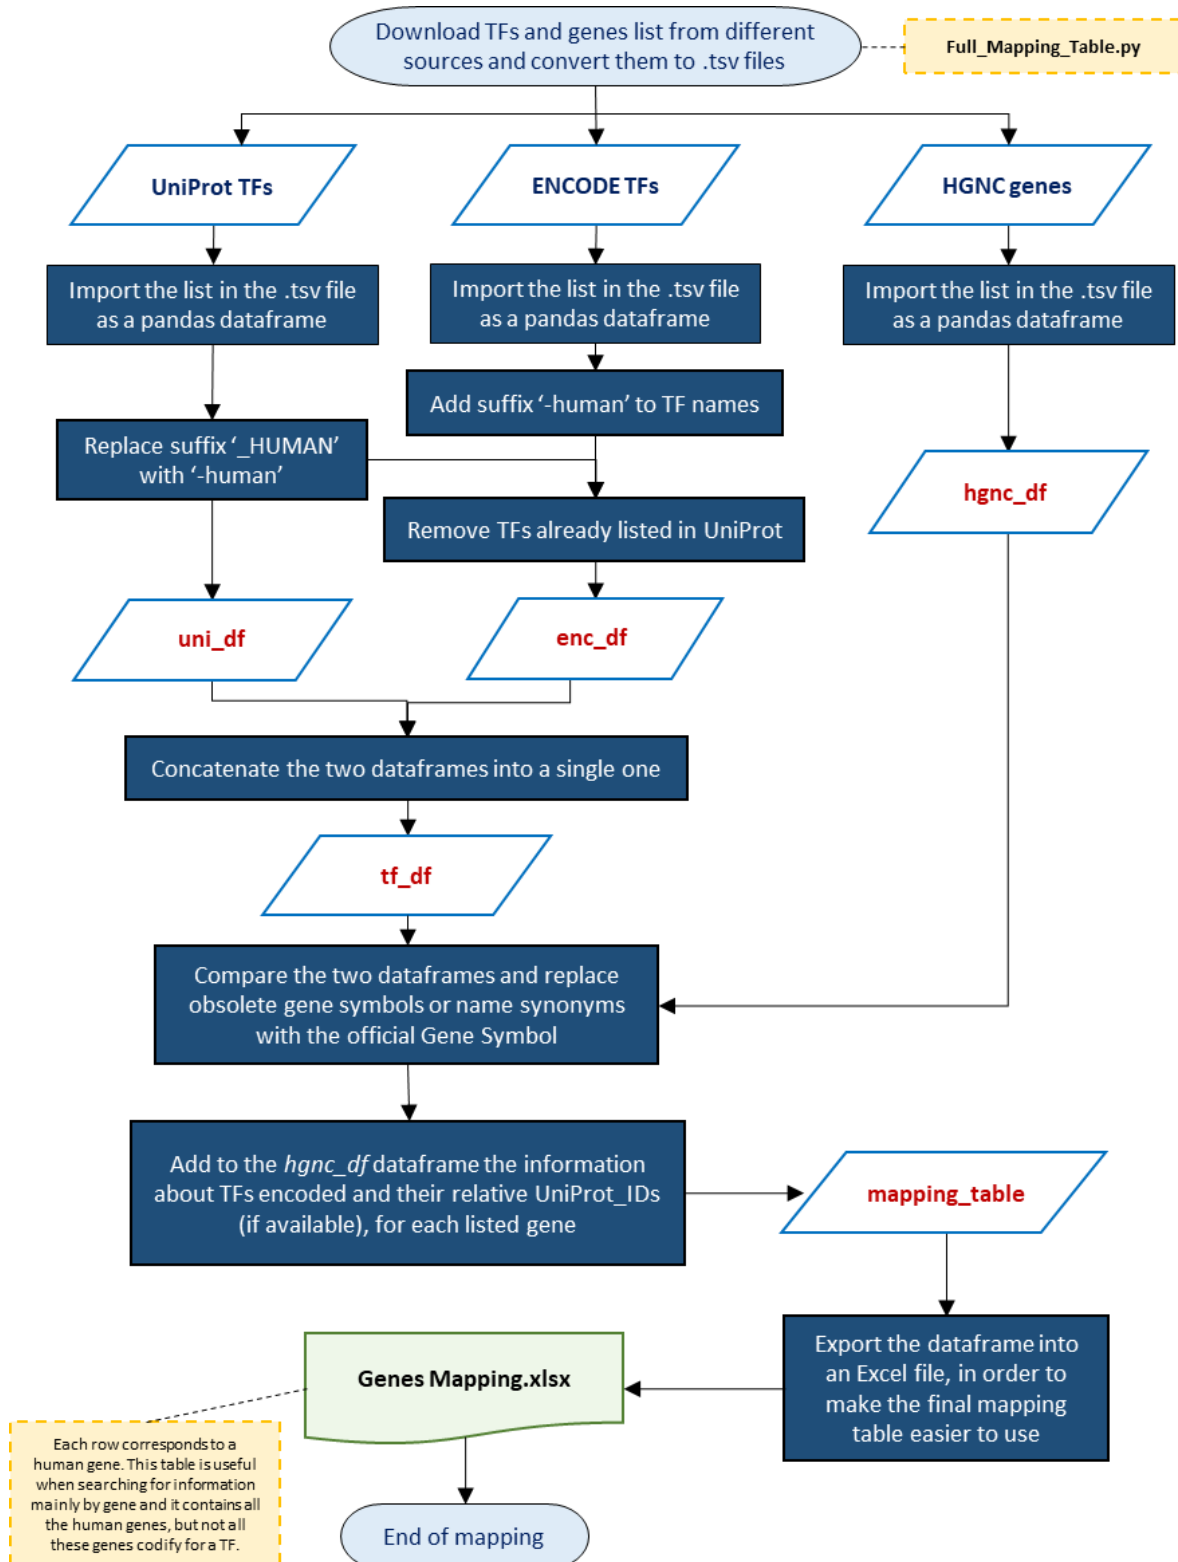 Download TFs and genes list from different
sources and convert them to .tsv files
Full_Mapping_Table.py
UniProt TFs
ENCODE TFs
HGNC genes
Import the list in the .tsv file
as a pandas dataframe
Import the list in the .tsv file
as a pandas dataframe
Import the list in the .tsv file
as a pandas dataframe
Add suffix ‘-human’ to TF names
Replace suffix ‘_HUMAN’
with ‘-human’
hgnc_df
Remove TFs already listed in UniProt
uni_df
enc_df
Concatenate the two dataframes into a single one
tf_df
Compare the two dataframes and replace
obsolete gene symbols or name synonyms
with the official Gene Symbol
Add to the hgnc_df dataframe the information
about TFs encoded and their relative UniProt_IDs
(if available), for each listed gene
mapping_table
Export the dataframe into
an Excel file, in order to
make the final mapping
table easier to use
Genes Mapping.xlsx
Each row corresponds to a
human gene. This table is useful
when searching for information
mainly by gene and it contains all
the human genes, but not all
these genes codify for a TF.
End of mapping